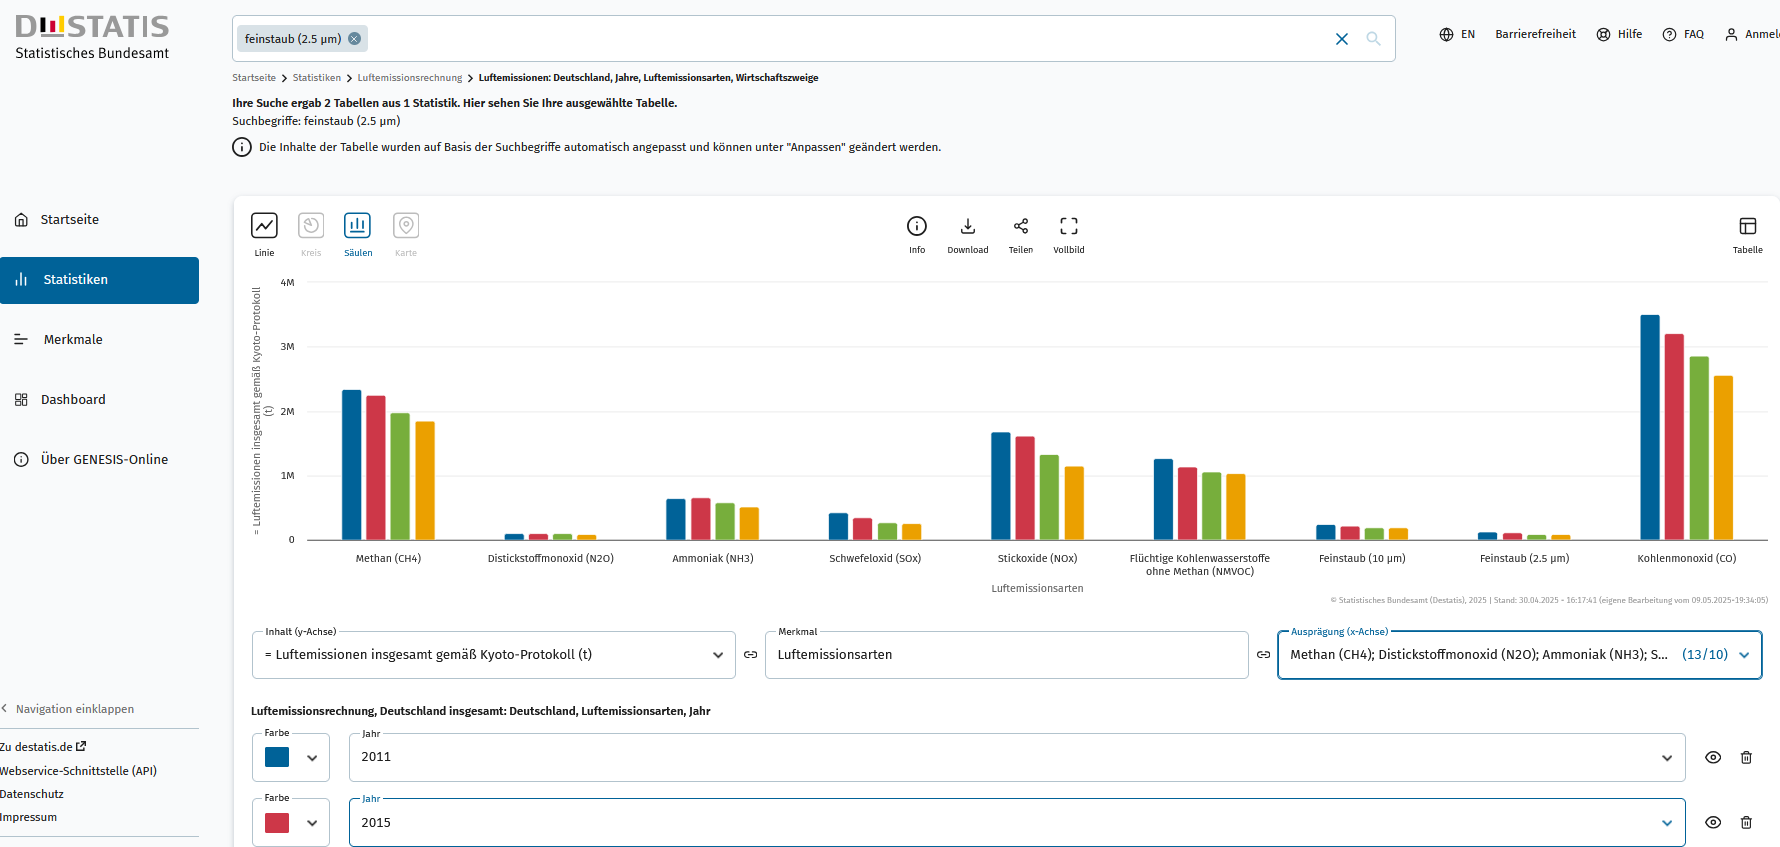 DESTATIS
Statistisches Bundesamt
feinstaub (2.5 µm)
EN
Barrierefreiheit
Hilfe
FAQ
Anmel
Startseite > Statistiken > Luftemissionsrechnung > Luftemissionen: Deutschland, Jahre, Luftemissionsarten, Wirtschaftszweige
Ihre Suche ergab 2 Tabellen aus 1 Statistik. Hier sehen Sie Ihre ausgewählte Tabelle.
Suchbegriffe: feinstaub (2.5 µm)
Die Inhalte der Tabelle wurden auf Basis der Suchbegriffe automatisch angepasst und können unter "Anpassen" geändert werden.
Startseite
Statistiken
Merkmale
Dashboard
Über GENESIS-Online
Navigation einklappen
Zu destatis.de
Webservice-Schnittstelle (API)
Datenschutz
Impressum
Linie
Kreis
Säulen
Karte
Info
Download
Teilen
Vollbild
Tabelle
= Luftemissionen insgesamt gemäß Kyoto-Protokoll
(t)
4M
3M
2M
1M
0
Methan (CH4)
Distickstoffmonoxid (N2O)
Ammoniak (NH3)
Schwefeloxid (SOx)
Stickoxide (NOx)
Flüchtige Kohlenwasserstoffe
ohne Methan (NMVOC)
Feinstaub (10 µm)
Feinstaub (2.5 µm)
Kohlenmonoxid (CO)
Luftemissionsarten
© Statistisches Bundesamt (Destatis), 2025 | Stand: 30.04.2025 - 16:17:41 (eigene Bearbeitung vom 09.05.2025-19:34:05)
Inhalt (y-Achse)
= Luftemissionen insgesamt gemäß Kyoto-Protokoll (t)
Merkmal
Luftemissionsarten
Ausprägung (x-Achse)
Methan (CH4); Distickstoffmonoxid (N2O); Ammoniak (NH3); S... (13/10)
Luftemissionsrechnung, Deutschland insgesamt: Deutschland, Luftemissionsarten, Jahr
Farbe
Jahr
2011
Farbe
Jahr
2015